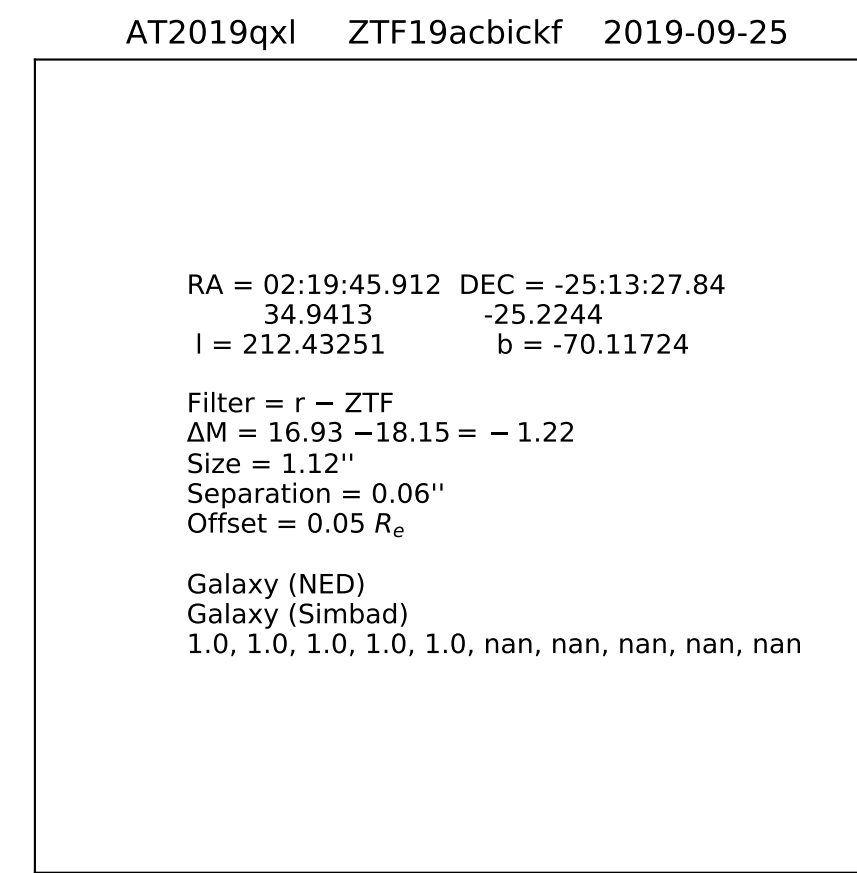 AT2019qxl ZTF19acbickf 2019-09-25
RA = 02:19:45.912 DEC = -25:13:27.84
34.9413 -25.2244
l = 212.43251 b = -70.11724
Filter = r − ZTF
ΔM = 16.93 −18.15 = − 1.22
Size = 1.12''
Separation = 0.06''
Offset = 0.05 Rₑ
Galaxy (NED)
Galaxy (Simbad)
1.0, 1.0, 1.0, 1.0, 1.0, nan, nan, nan, nan, nan